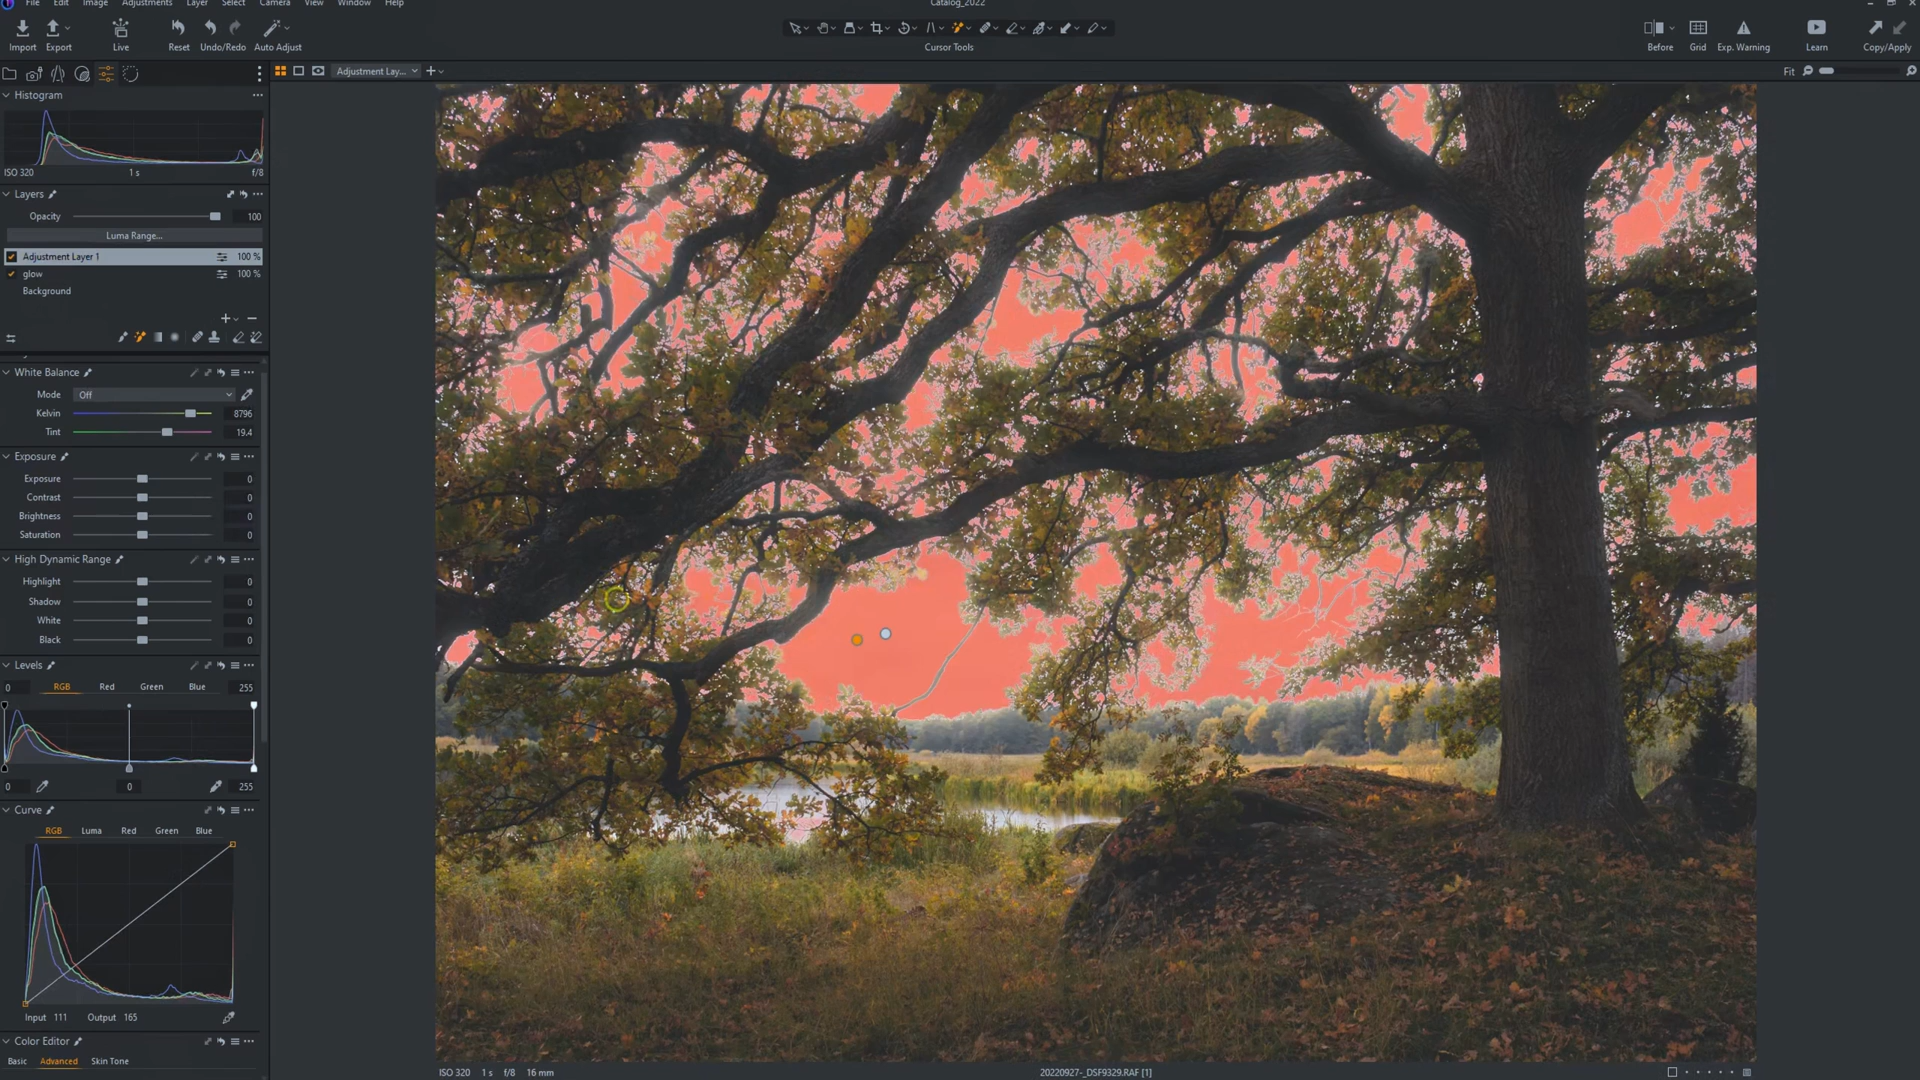 File Edit Image Adjustments Layer Select Camera View Window Help
Catalog_2022
Import Export Live Reset Undo/Redo Auto Adjust
Cursor Tools
Before Grid Exp. Warning Learn Copy/Apply
Adjustment Lay...
Fit
Histogram
ISO 320 1 s f/8
Layers
Opacity 100
Luma Range...
Adjustment Layer 1 100 %
glow 100 %
Background
White Balance
Mode Off
Kelvin 8796
Tint 19.4
Exposure
Exposure 0
Contrast 0
Brightness 0
Saturation 0
High Dynamic Range
Highlight 0
Shadow 0
White 0
Black 0
Levels
0 RGB Red Green Blue 255
0 0 255
Curve
RGB Luma Red Green Blue
Input 111 Output 165
Color Editor
Basic Advanced Skin Tone
ISO 320 1 s f/8 16 mm
20220927-_DSF9329.RAF [1]